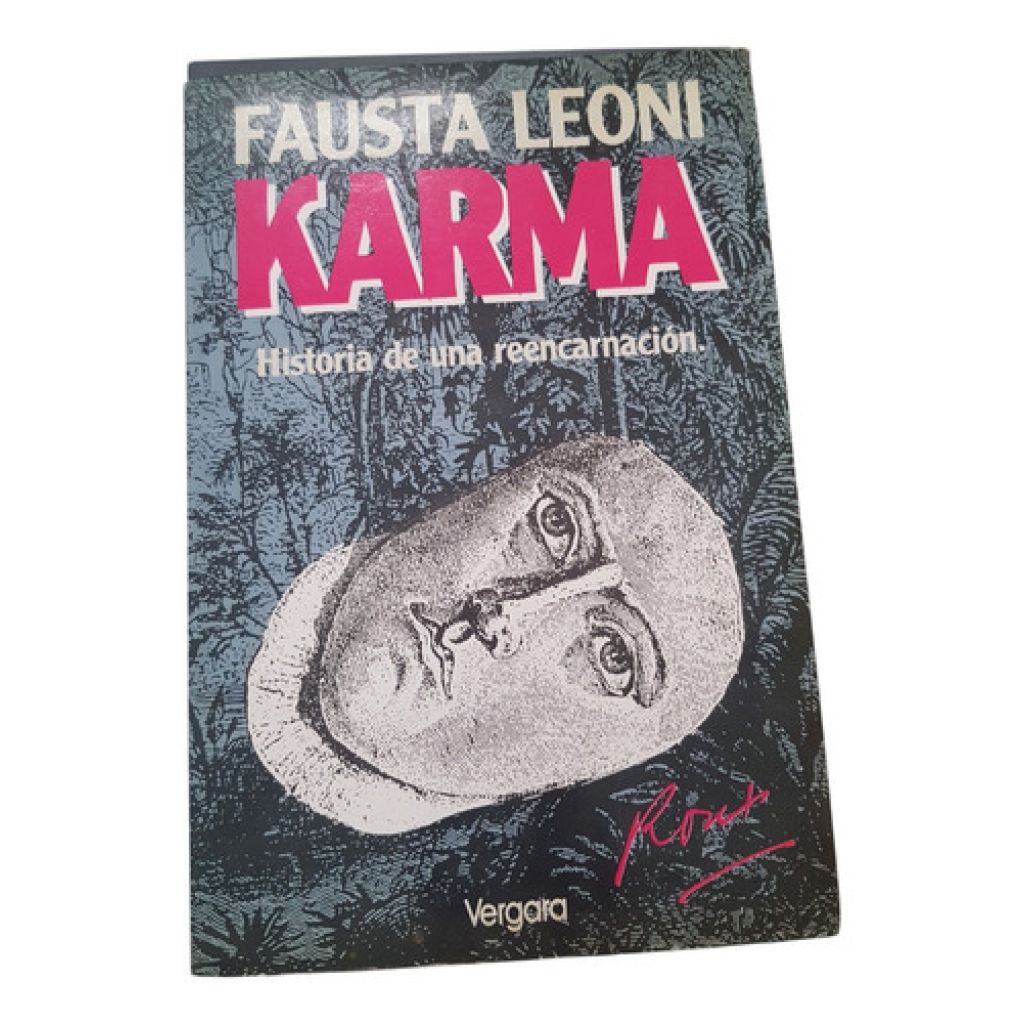 FAUSTA LEONI
KARMA
Historia de una reencarnación.
Vergara